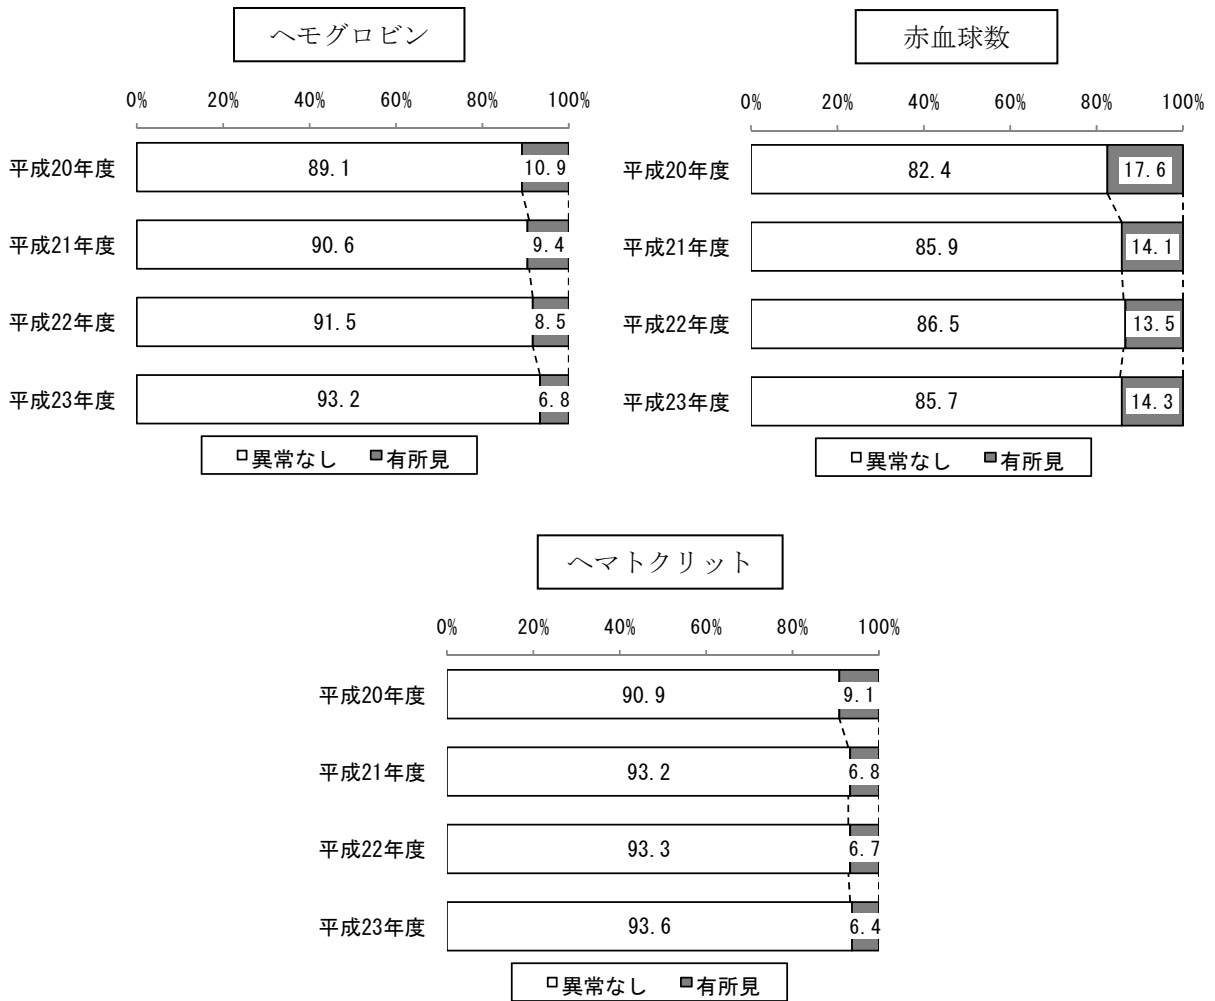 ヘモグロビン
0% 20% 40% 60% 80% 100%
平成20年度 89.1 10.9
平成21年度 90.6 9.4
平成22年度 91.5 8.5
平成23年度 93.2 6.8
異常なし 有所見
赤血球数
0% 20% 40% 60% 80% 100%
平成20年度 82.4 17.6
平成21年度 85.9 14.1
平成22年度 86.5 13.5
平成23年度 85.7 14.3
異常なし 有所見
ヘマトクリット
0% 20% 40% 60% 80% 100%
平成20年度 90.9 9.1
平成21年度 93.2 6.8
平成22年度 93.3 6.7
平成23年度 93.6 6.4
異常なし 有所見